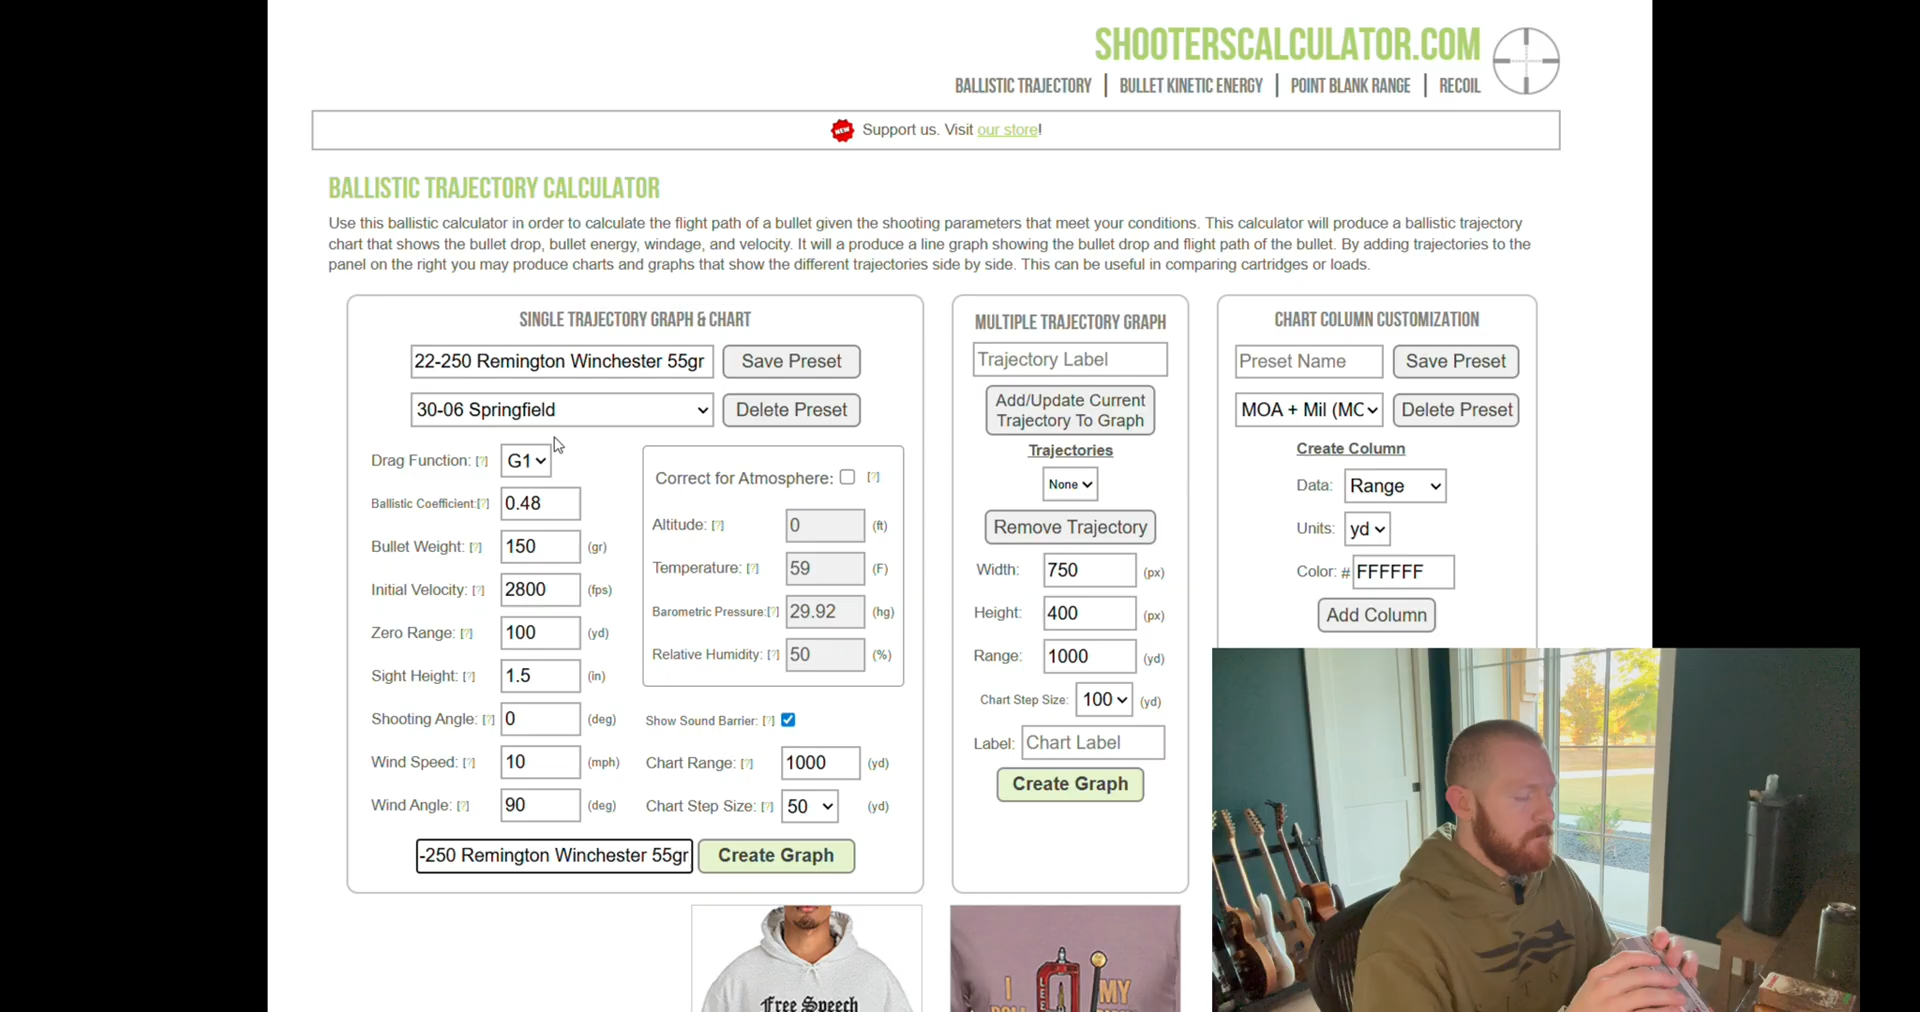 SHOOTERSCALCULATOR.COM
BALLISTIC TRAJECTORY | BULLET KINETIC ENERGY | POINT BLANK RANGE | RECOIL
NEW Support us. Visit our store!
BALLISTIC TRAJECTORY CALCULATOR
Use this ballistic calculator in order to calculate the flight path of a bullet given the shooting parameters that meet your conditions. This calculator will produce a ballistic trajectory
chart that shows the bullet drop, bullet energy, windage, and velocity. It will a produce a line graph showing the bullet drop and flight path of the bullet. By adding trajectories to the
panel on the right you may produce charts and graphs that show the different trajectories side by side. This can be useful in comparing cartridges or loads.
SINGLE TRAJECTORY GRAPH & CHART
22-250 Remington Winchester 55gr Save Preset
30-06 Springfield Delete Preset
Drag Function: [?] G1
Ballistic Coefficient:[?] 0.48
Bullet Weight: [?] 150 (gr)
Initial Velocity: [?] 2800 (fps)
Zero Range: [?] 100 (yd)
Sight Height: [?] 1.5 (in)
Shooting Angle: [?] 0 (deg)
Wind Speed: [?] 10 (mph)
Wind Angle: [?] 90 (deg)
Correct for Atmosphere: [?]
Altitude: [?] 0 (ft)
Temperature: [?] 59 (F)
Barometric Pressure:[?] 29.92 (hg)
Relative Humidity: [?] 50 (%)
Show Sound Barrier: [?]
Chart Range: [?] 1000 (yd)
Chart Step Size: [?] 50 (yd)
-250 Remington Winchester 55gr Create Graph
MULTIPLE TRAJECTORY GRAPH
Trajectory Label
Add/Update Current
Trajectory To Graph
Trajectories
None
Remove Trajectory
Width: 750 (px)
Height: 400 (px)
Range: 1000 (yd)
Chart Step Size: 100 (yd)
Label: Chart Label
Create Graph
CHART COLUMN CUSTOMIZATION
Preset Name Save Preset
MOA + Mil (MC Delete Preset
Create Column
Data: Range
Units: yd
Color: # FFFFFF
Add Column
Free Speech
I LEE MY